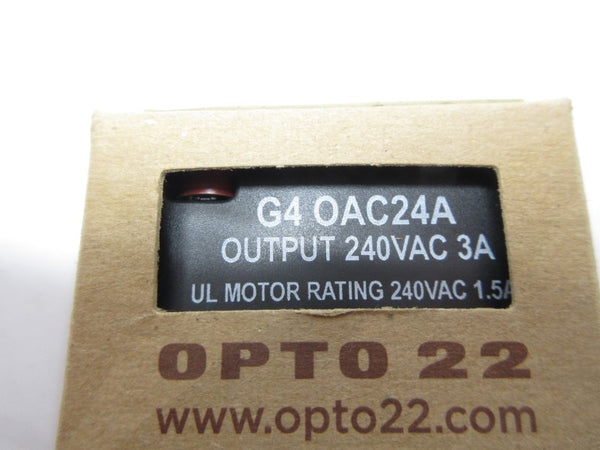 G4 OAC24A
OUTPUT 240VAC 3A
UL MOTOR RATING 240VAC 1.5A
OPTO 22
www.opto22.com